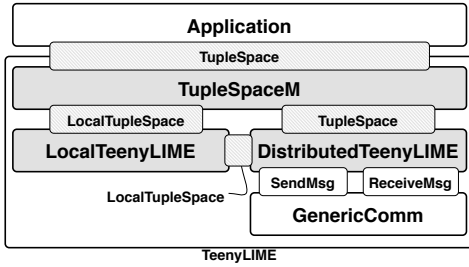 Application
TupleSpace
TupleSpaceM
LocalTupleSpace TupleSpace
LocalTeenyLIME DistributedTeenyLIME
SendMsg ReceiveMsg
LocalTupleSpace
GenericComm
TeenyLIME